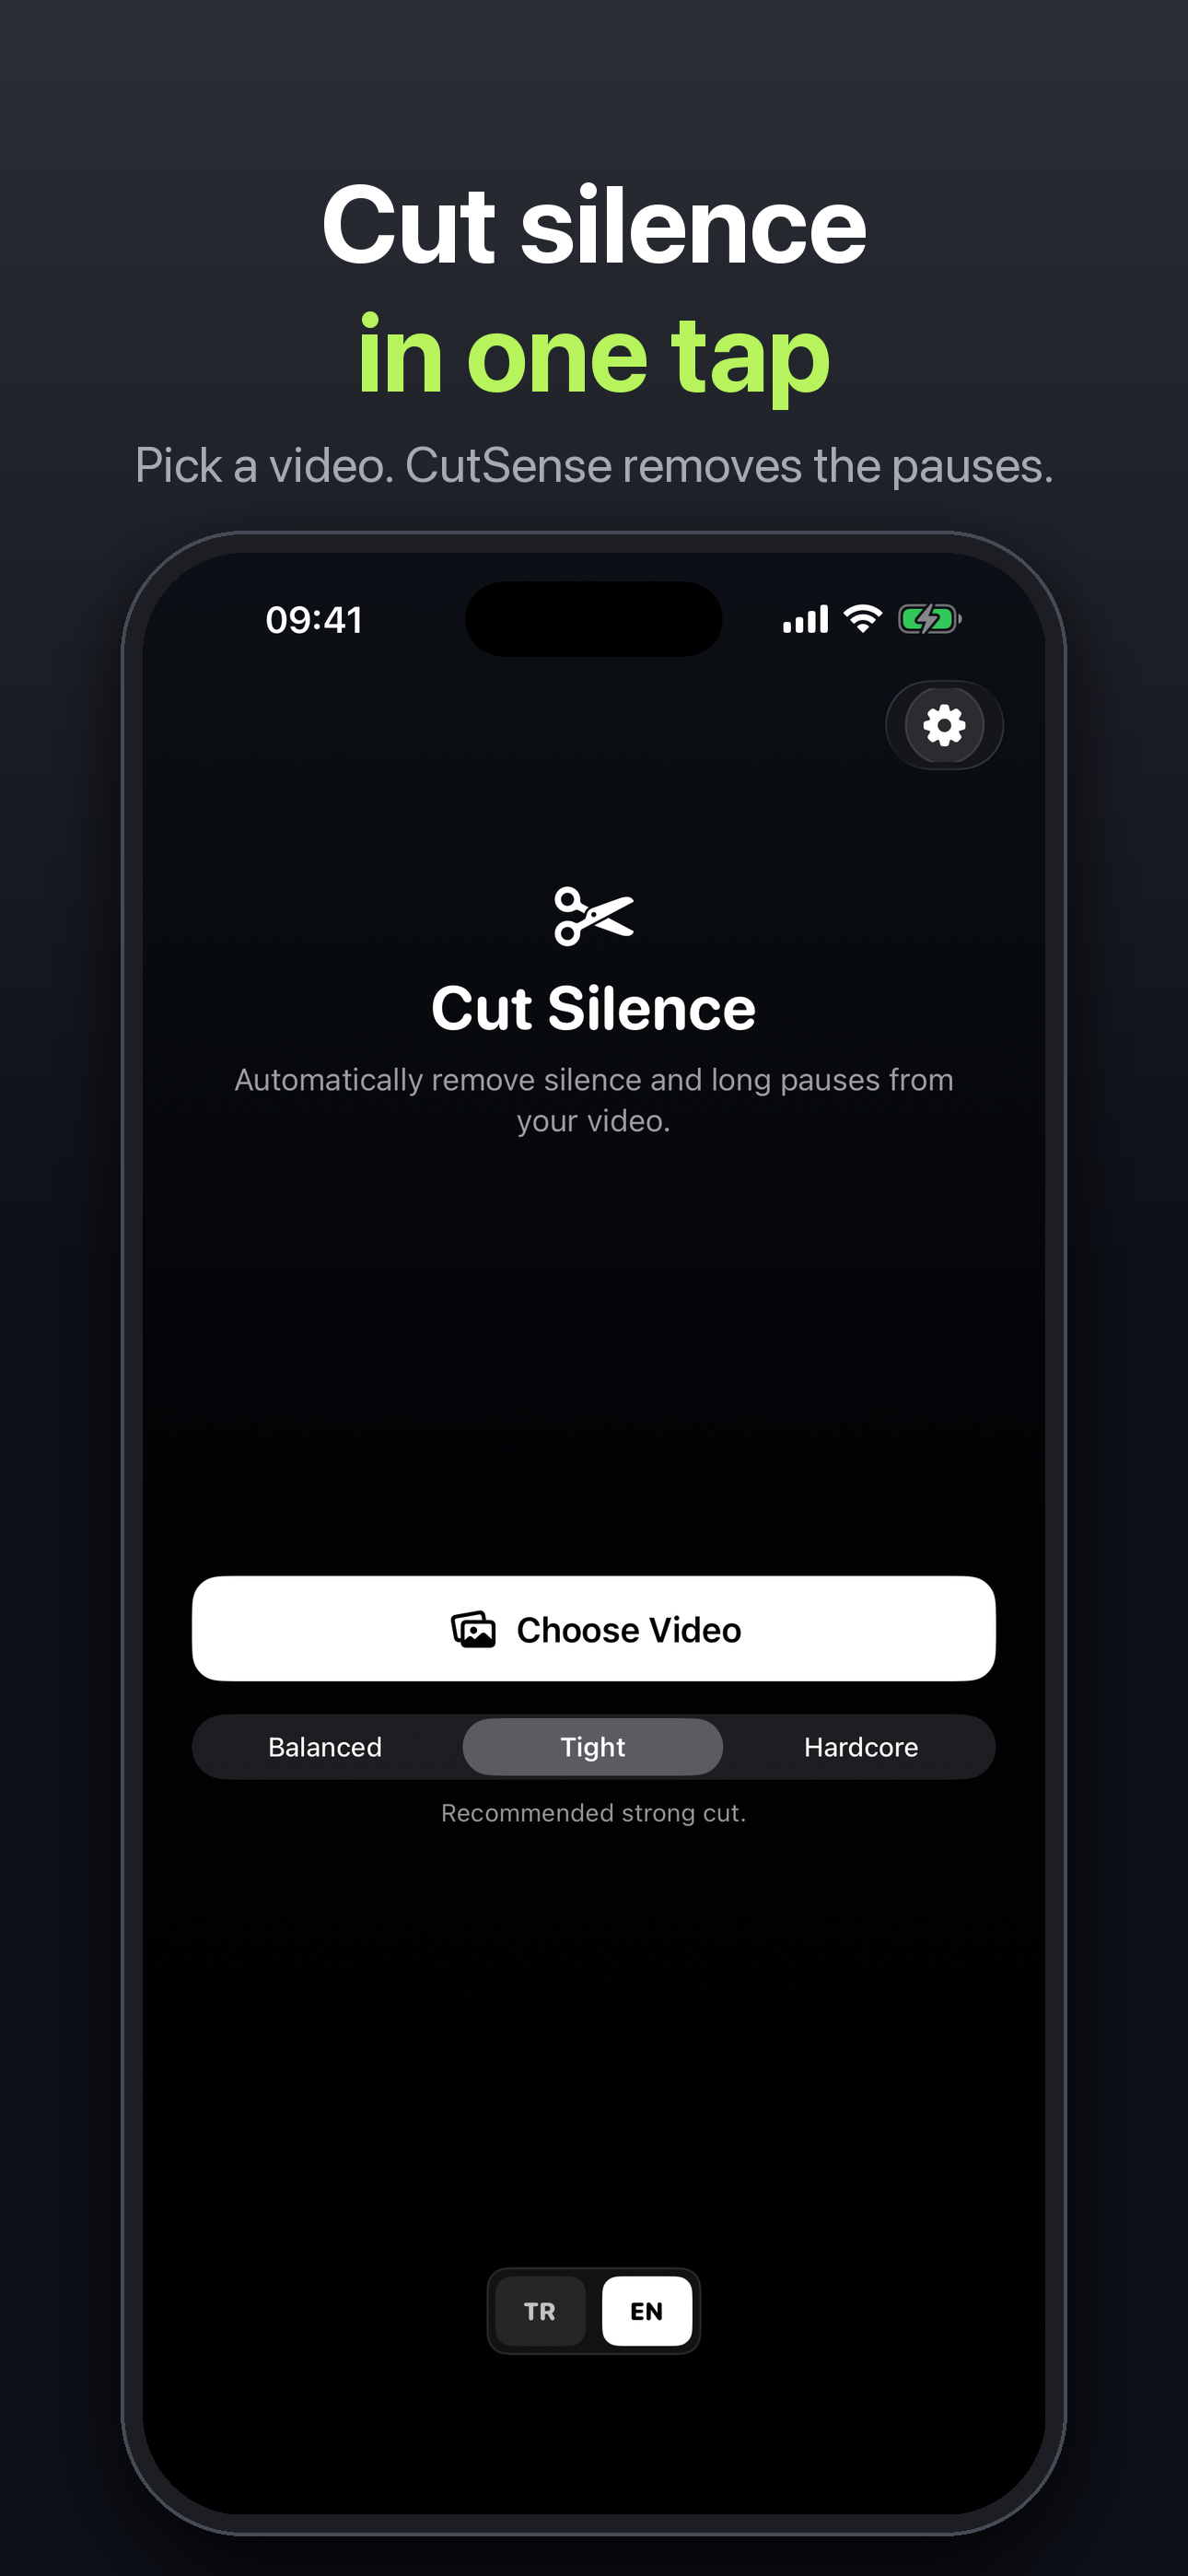 Cut silence
in one tap
Pick a video. CutSense removes the pauses.
09:41
Cut Silence
Automatically remove silence and long pauses from
your video.
Choose Video
Balanced Tight Hardcore
Recommended strong cut.
TR EN